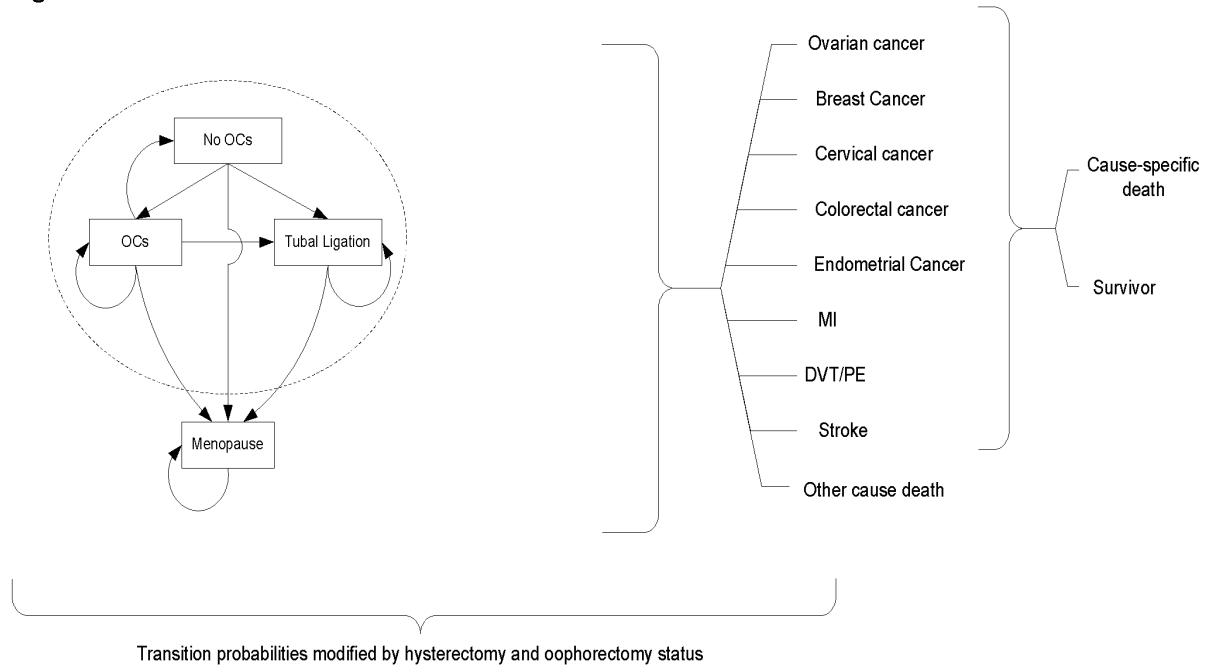 No OCs
OCs
Tubal Ligation
Menopause
Ovarian cancer
Breast Cancer
Cervical cancer
Colorectal cancer
Endometrial Cancer
MI
DVT/PE
Stroke
Other cause death
Cause-specific
death
Survivor
Transition probabilities modified by hysterectomy and oophorectomy status